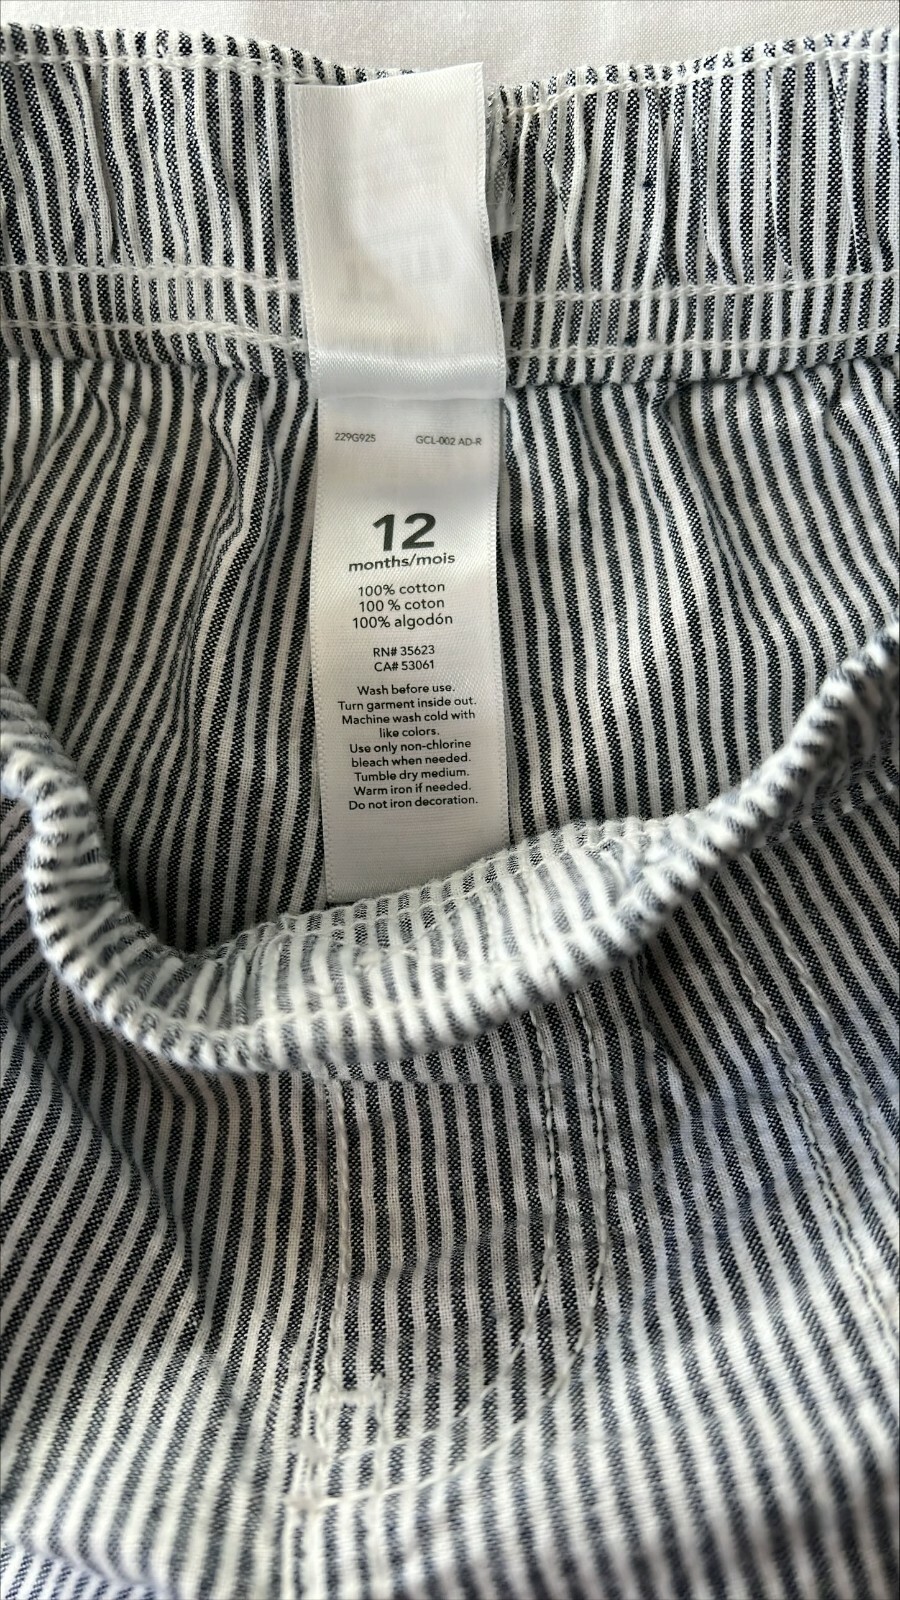 229G925 GCL-002 AD-R
12
months/mois
100% cotton
100 % coton
100% algodón
RN# 35623
CA# 53061
Wash before use.
Turn garment inside out.
Machine wash cold with
like colors.
Use only non-chlorine
bleach when needed.
Tumble dry medium.
Warm iron if needed.
Do not iron decoration.